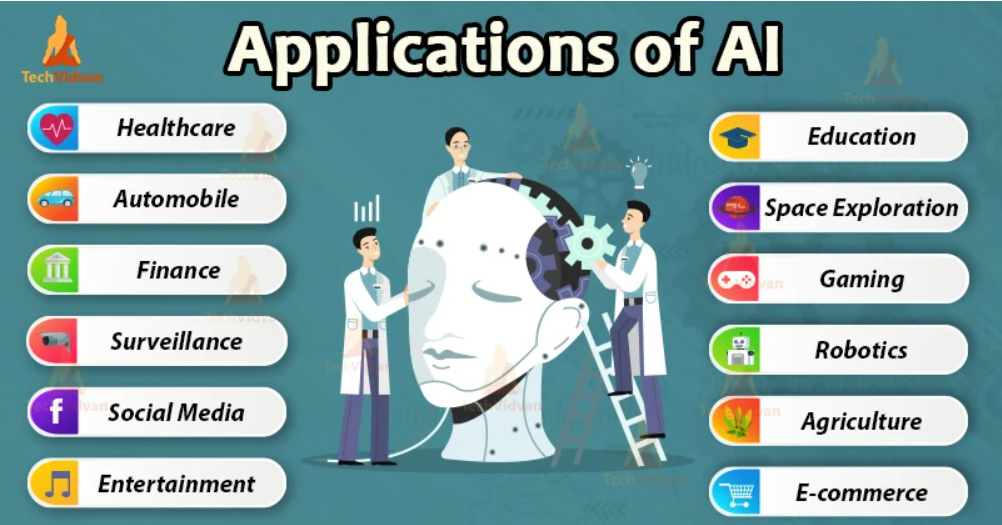 TechVidvan
Applications of AI
Healthcare
Automobile
Finance
Surveillance
Social Media
Entertainment
Education
Space Exploration
Gaming
Robotics
Agriculture
E-commerce